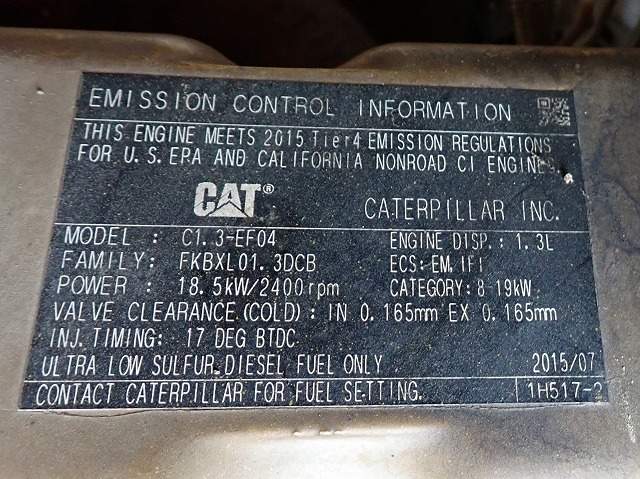 EMISSION CONTROL INFORMATION
THIS ENGINE MEETS 2015 Tier4 EMISSION REGULATIONS
FOR U.S. EPA AND CALIFORNIA NONROAD CI ENGINES.
CAT® CATERPILLAR INC.
MODEL : C1.3-EF04 ENGINE DISP.: 1.3L
FAMILY: FKBXL01.3DCB ECS: EM, IFI
POWER : 18.5kW/2400rpm CATEGORY: 8 19kW
VALVE CLEARANCE (COLD): IN 0.165mm EX 0.165mm
INJ. TIMING: 17 DEG BTDC
ULTRA LOW SULFUR DIESEL FUEL ONLY 2015/07
CONTACT CATERPILLAR FOR FUEL SETTING. 1H517-2